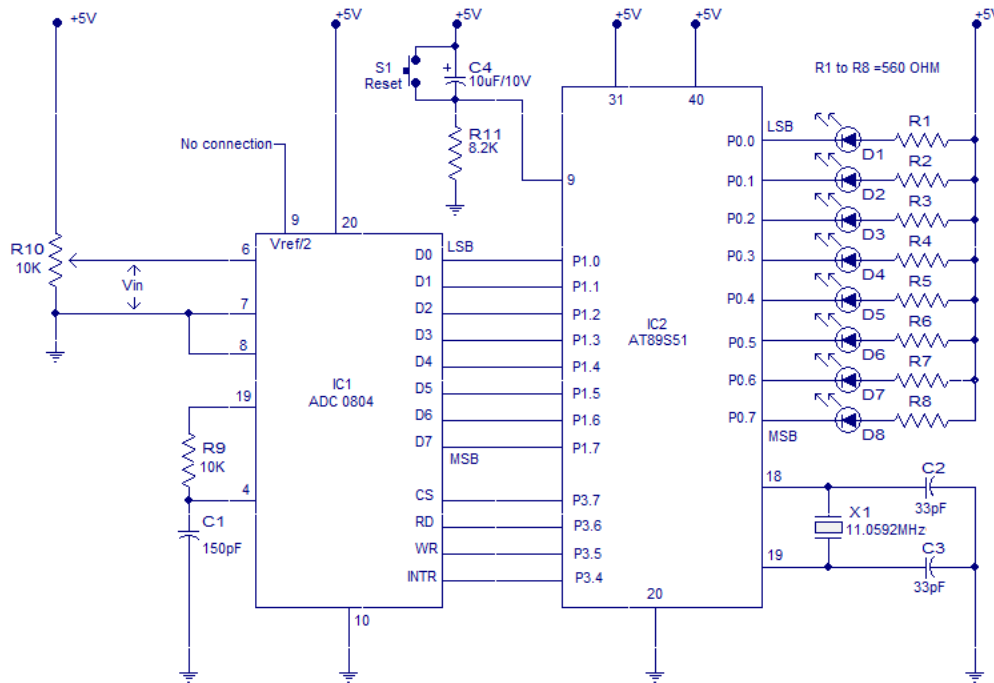 +5V
+5V
+5V
+5V
+5V
+5V
S1
Reset
+
C4
10uF/10V
R1 to R8 =560 OHM
R11
8.2K
No connection
31
40
9
9
20
Vref/2
R10
10K
Vin
6
7
8
19
4
R9
10K
C1
150pF
IC1
ADC 0804
D0
LSB
D1
D2
D3
D4
D5
D6
D7
MSB
CS
RD
WR
INTR
10
P1.0
P1.1
P1.2
P1.3
P1.4
P1.5
P1.6
P1.7
P3.7
P3.6
P3.5
P3.4
IC2
AT89S51
20
P0.0
LSB
D1
R1
P0.1
D2
R2
P0.2
D3
R3
P0.3
D4
R4
P0.4
D5
R5
P0.5
D6
R6
P0.6
D7
R7
P0.7
MSB
D8
R8
18
C2
33pF
X1
11.0592MHz
19
C3
33pF